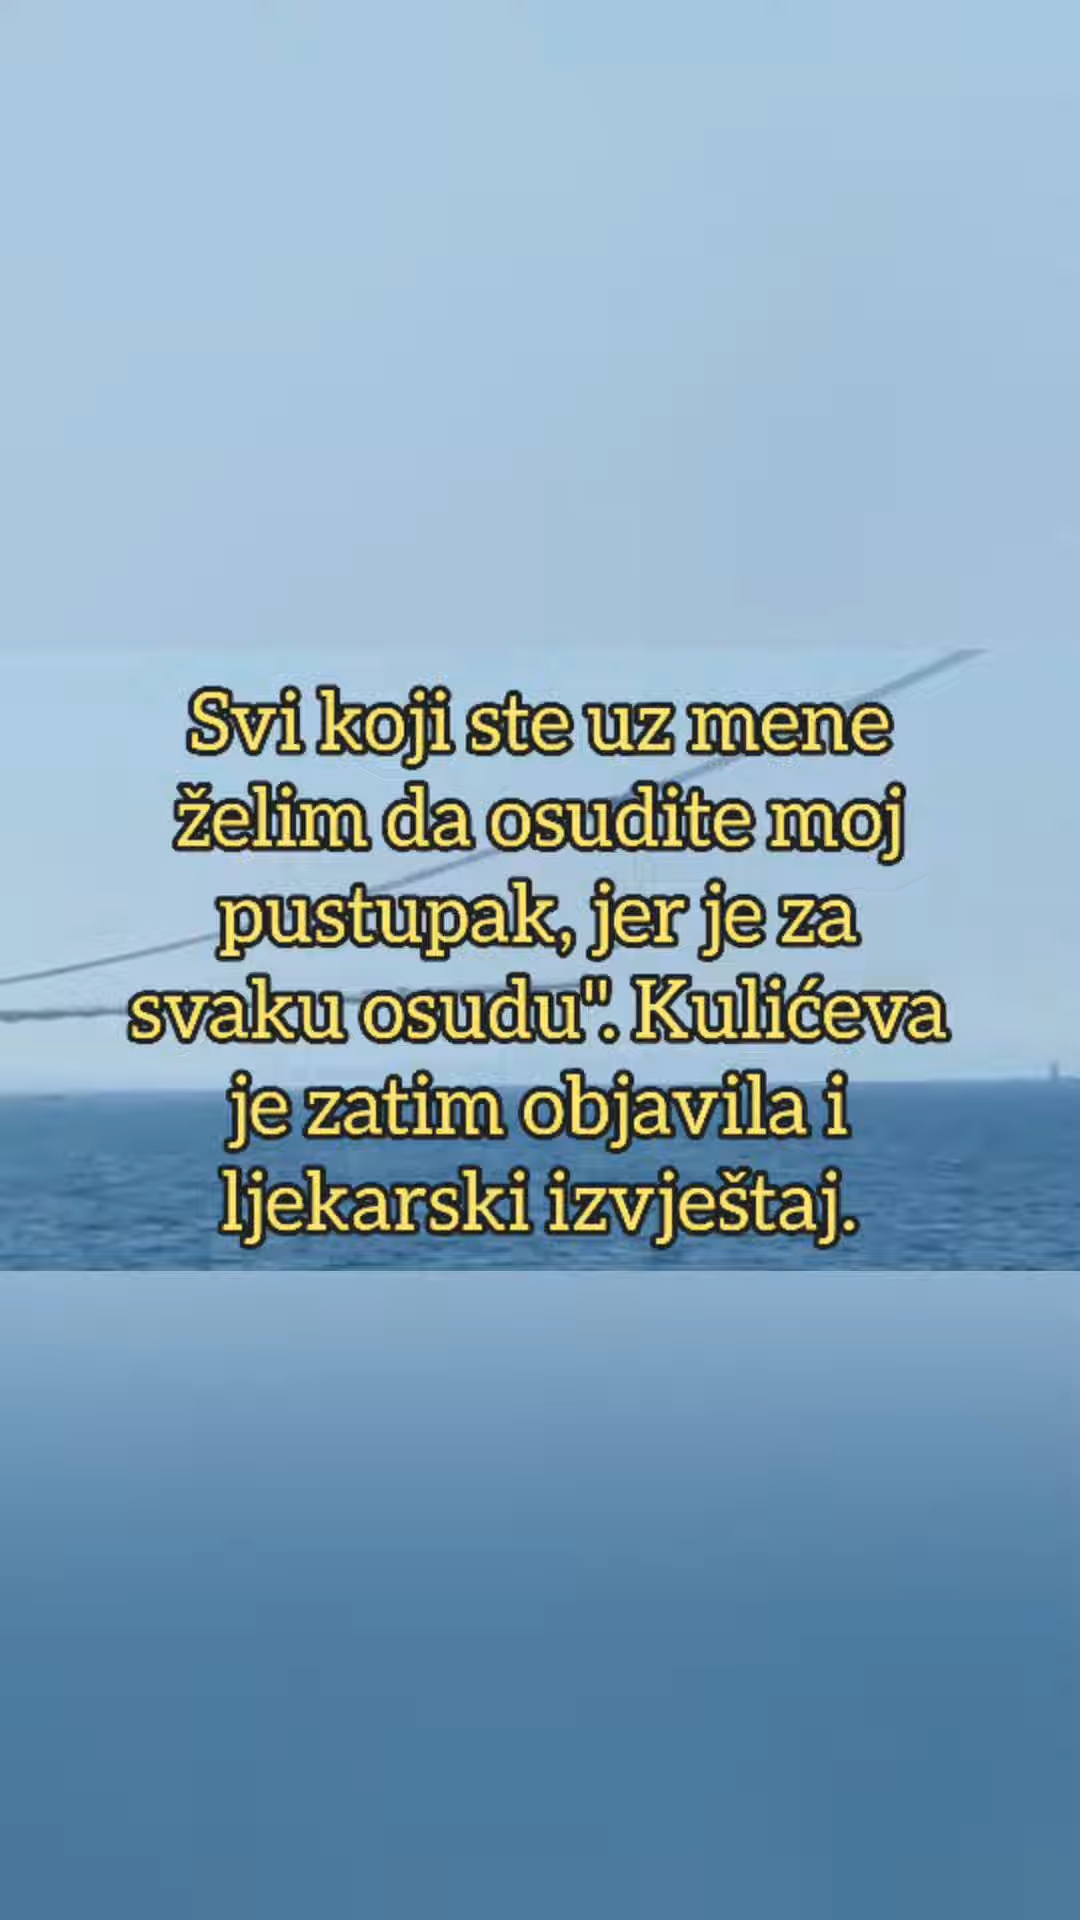 Svi koji ste uz mene
želim da osudite moj
pustupak, jer je za
svaku osudu". Kulićeva
je zatim objavila i
ljekarski izvještaj.